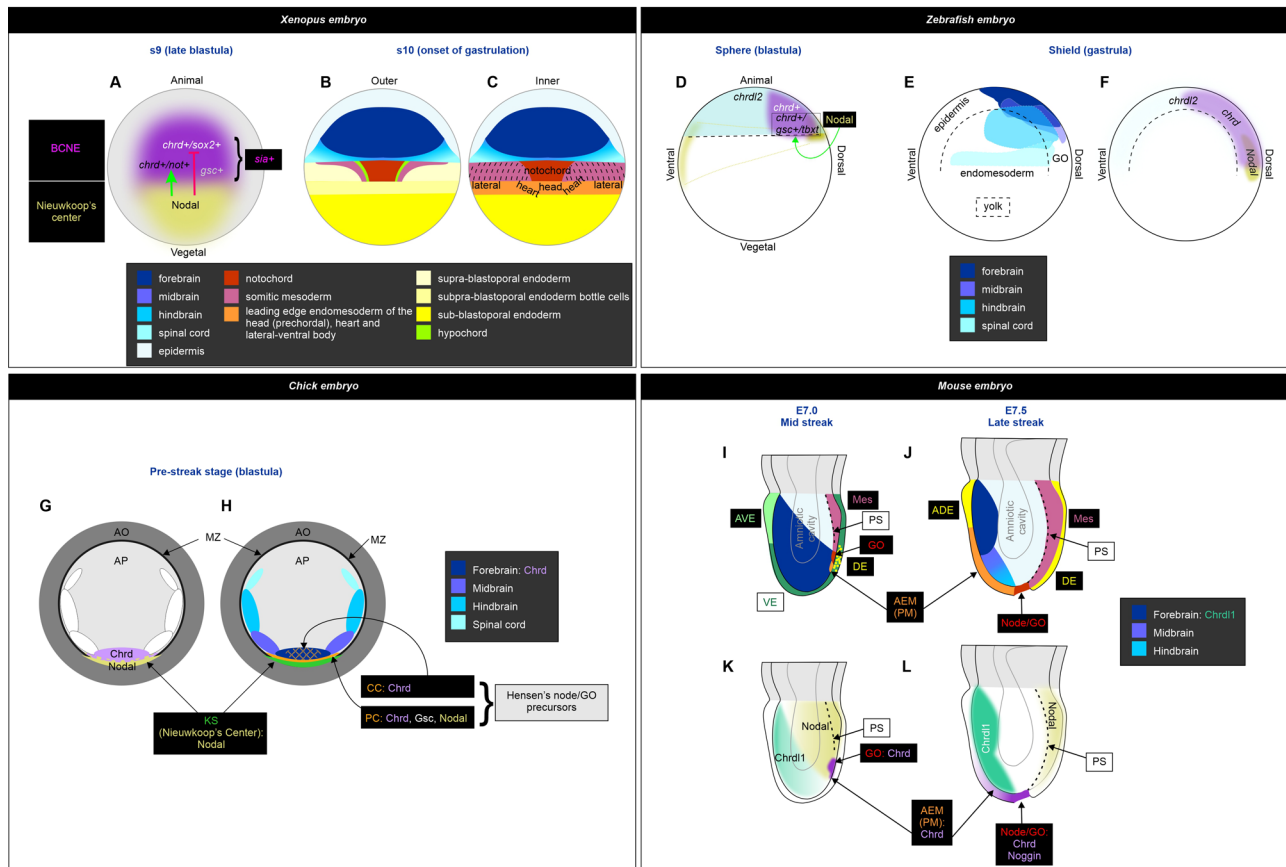 Xenopus embryo
s9 (late blastula)
s10 (onset of gastrulation)
A
B
C
Animal
Outer
Inner
BCNE
Nieuwkoop's
center
chrd+/sox2+
chrd+/not+
gsc+
sia+
Nodal
Vegetal
notochord
lateral
heart
head
heart
lateral
forebrain
midbrain
hindbrain
spinal cord
epidermis
notochord
somitic mesoderm
leading edge endomesoderm of the
head (prechordal), heart and
lateral-ventral body
supra-blastoporal endoderm
subpra-blastoporal endoderm bottle cells
sub-blastoporal endoderm
hypochord
Zebrafish embryo
Sphere (blastula)
Shield (gastrula)
D
E
F
Animal
chrdl2
chrd+
chrd+/
gsc+/tbxt
Nodal
Ventral
Dorsal
Vegetal
epidermis
Ventral
GO
Dorsal
endomesoderm
yolk
chrdl2
chrd
Nodal
Ventral
Dorsal
forebrain
midbrain
hindbrain
spinal cord
Chick embryo
Pre-streak stage (blastula)
G
H
AO
MZ
AP
Chrd
Nodal
AO
MZ
AP
Forebrain: Chrd
Midbrain
Hindbrain
Spinal cord
KS
(Nieuwkoop's Center):
Nodal
CC: Chrd
PC: Chrd, Gsc, Nodal
Hensen's node/GO
precursors
Mouse embryo
E7.0
Mid streak
E7.5
Late streak
I
J
AVE
Amniotic
cavity
Mes
PS
GO
DE
VE
AEM
(PM)
ADE
Amniotic
cavity
Mes
PS
DE
Node/GO
Forebrain: Chrdl1
Midbrain
Hindbrain
K
L
Nodal
Chrdl1
PS
GO: Chrd
AEM
(PM):
Chrd
Chrdl1
Nodal
PS
Node/GO:
Chrd
Noggin